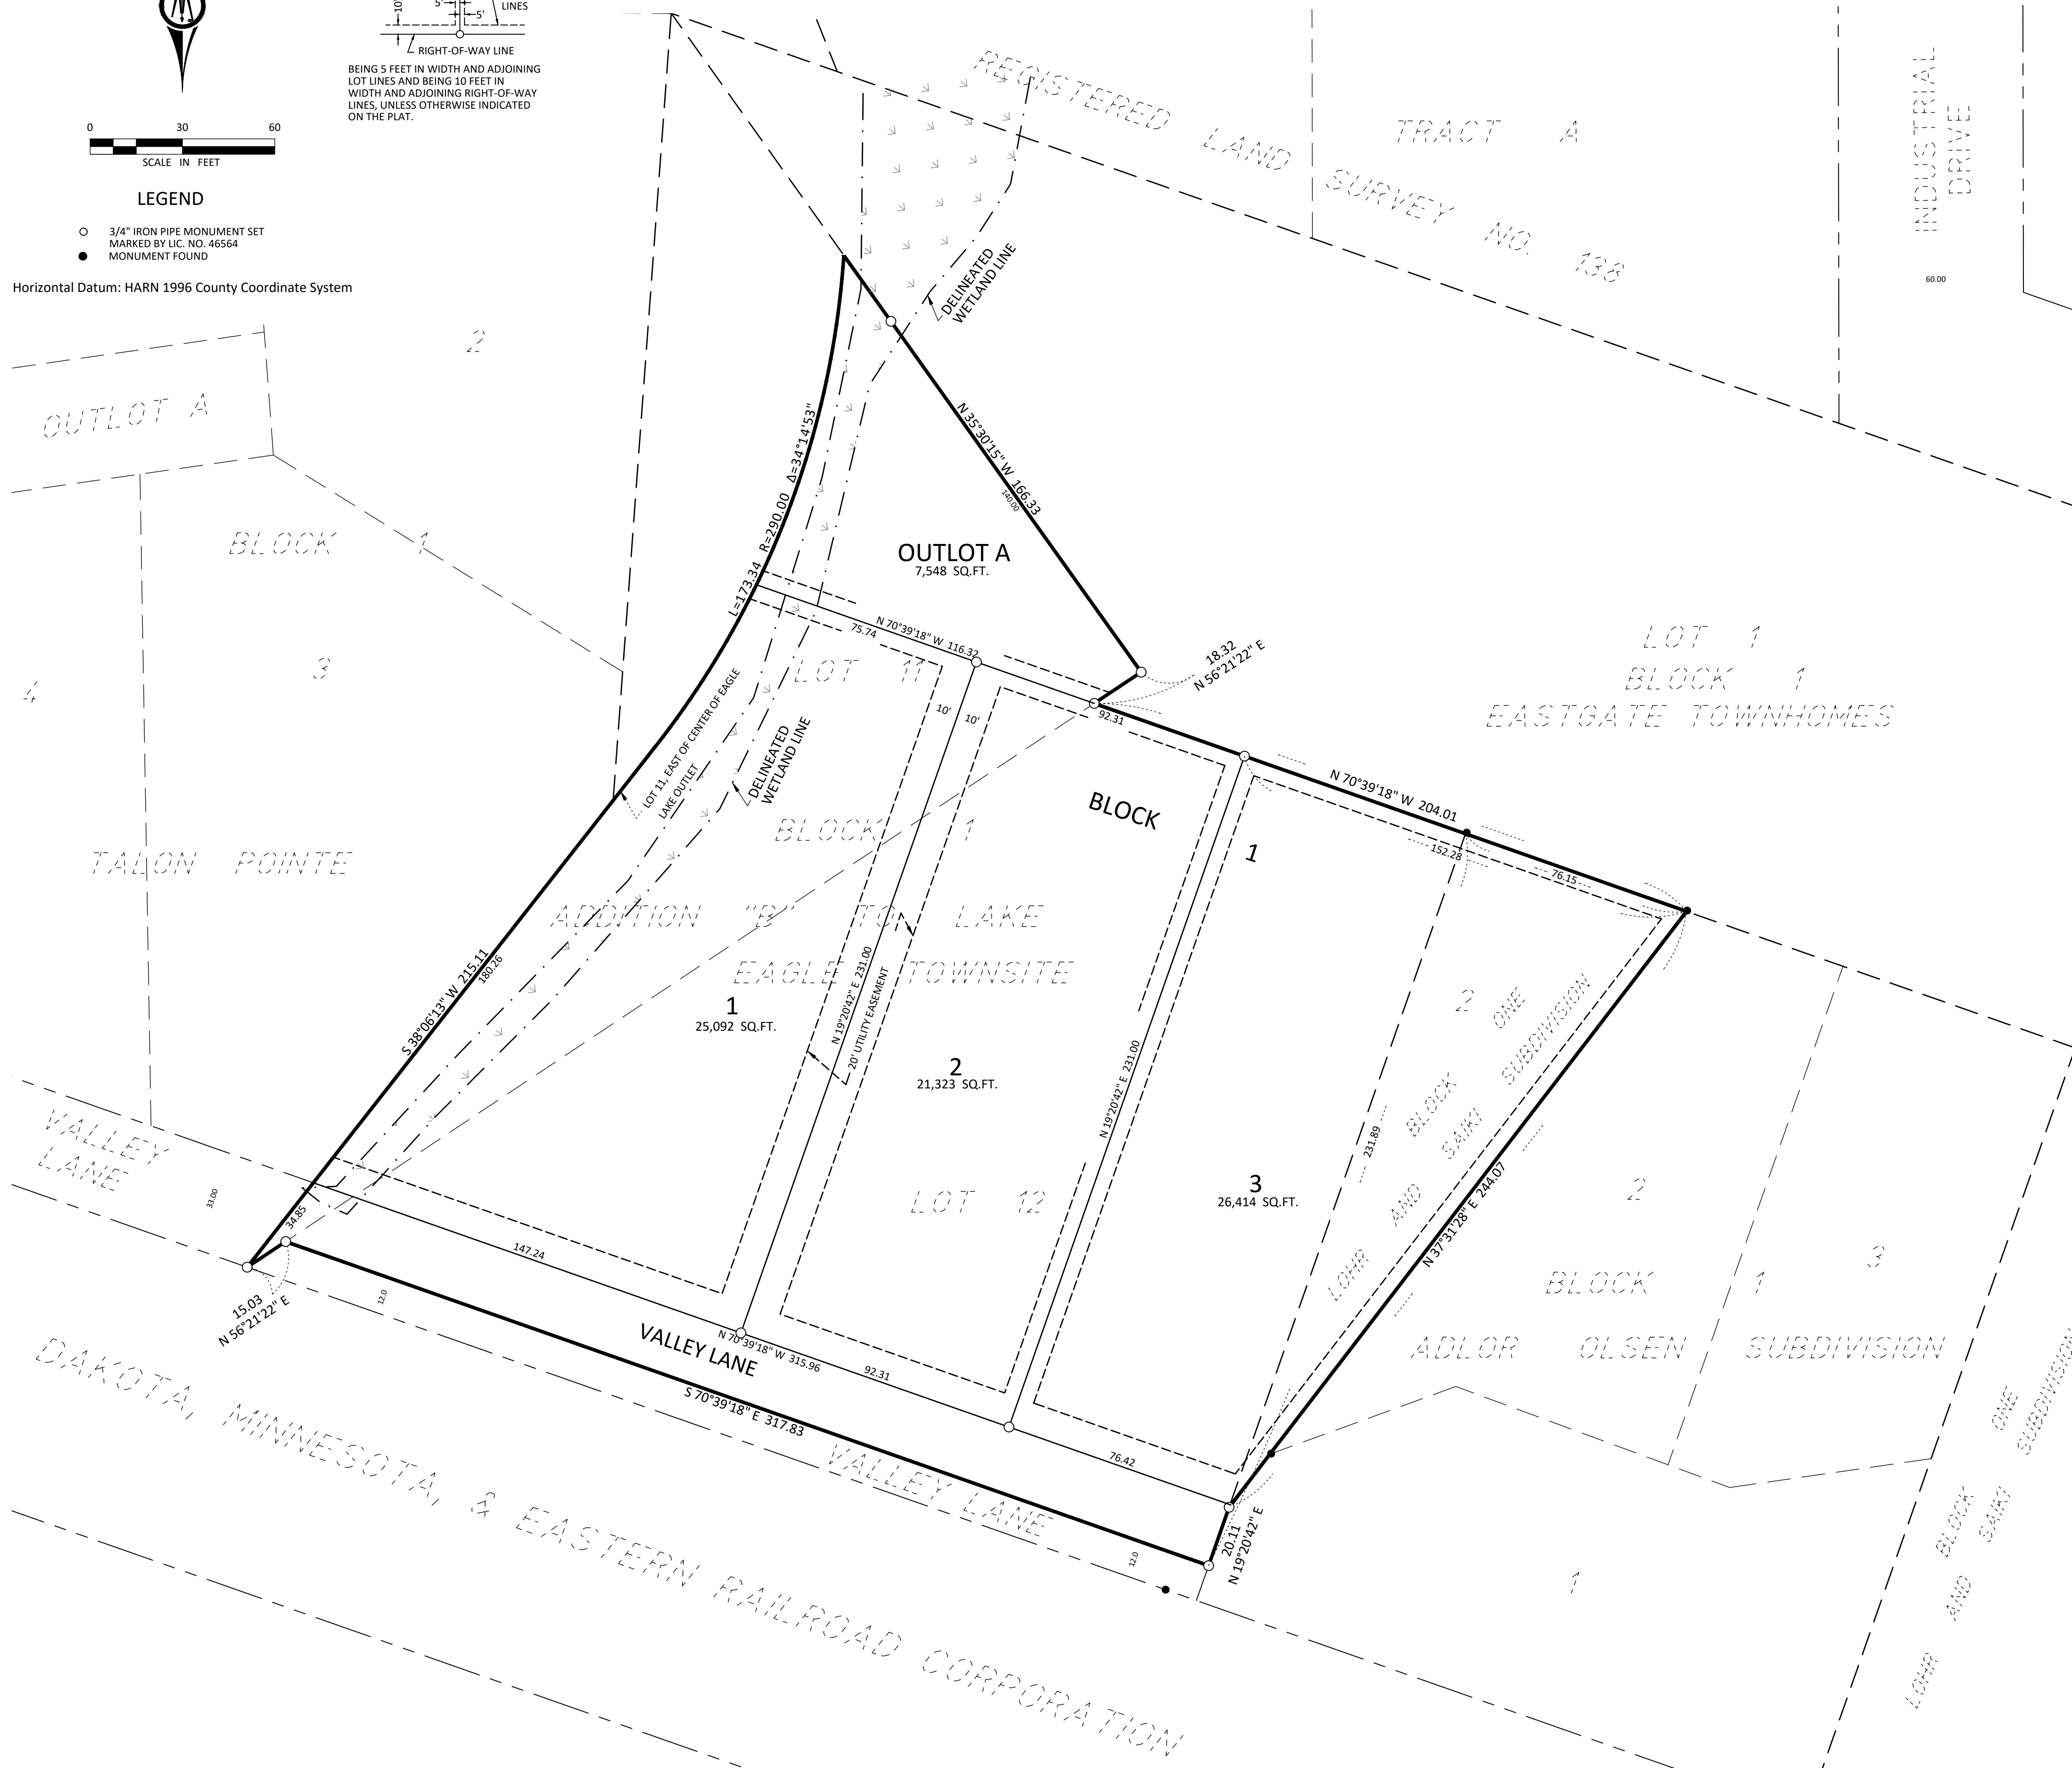 10'
5'
5'
LINES
RIGHT-OF-WAY LINE
BEING 5 FEET IN WIDTH AND ADJOINING
LOT LINES AND BEING 10 FEET IN
WIDTH AND ADJOINING RIGHT-OF-WAY
LINES, UNLESS OTHERWISE INDICATED
ON THE PLAT.
0 30 60
SCALE IN FEET
LEGEND
3/4" IRON PIPE MONUMENT SET
MARKED BY LIC. NO. 46564
MONUMENT FOUND
Horizontal Datum: HARN 1996 County Coordinate System
REGISTERED LAND SURVEY NO. 138
TRACT A
INDUSTRIAL
DRIVE
60.00
DELINEATED
WETLAND LINE
2
OUTLOT A
BLOCK 1
3
4
TALON POINTE
L=173.34 R=290.00 Δ=34°14'53"
N 35°30'15" W 166.33
140.00
OUTLOT A
7,548 SQ.FT.
N 70°39'18" W 116.32
75.74
18.32
N 56°21'22" E
92.31
LOT 1
BLOCK 1
EASTGATE TOWNHOMES
LOT 11
10' 10'
LOT 11, EAST OF CENTER OF EAGLE
LAKE OUTLET
DELINEATED
WETLAND LINE
BLOCK 1
N 70°39'18" W 204.01
152.28
76.15
BLOCK 1
ADDITION "B" TO LAKE
EAGLE TOWNSITE
S 38°06'13" W 215.11
180.26
1
25,092 SQ.FT.
N 19°20'42" E 231.00
20' UTILITY EASEMENT
2
21,323 SQ.FT.
N 19°20'42" E 231.00
LOT 12
3
26,414 SQ.FT.
231.89
2
BLOCK ONE
LOHR AND SAIKI SUBDIVISION
N 37°31'28" E 244.07
2
3
BLOCK 1
ADLOR OLSEN SUBDIVISION
1
VALLEY
LANE
33.00
34.85
15.03
N 56°21'22" E
12.0
147.24
VALLEY LANE
N 70°39'18" W 315.96
92.31
76.42
S 70°39'18" E 317.83
VALLEY LANE
12.0
20.11
N 19°20'42" E
DAKOTA, MINNESOTA, & EASTERN RAILROAD CORPORATION
BLOCK ONE
LOHR AND SAIKI SUBDIVISION